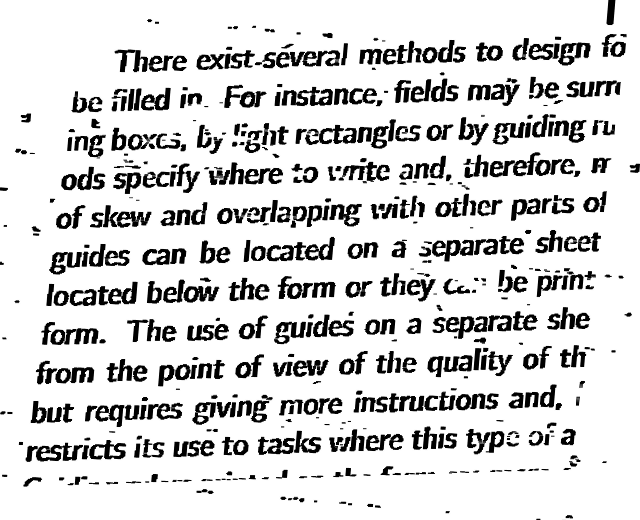 There exist several methods to design fo
be filled in. For instance, fields may be surr
ing boxes, by light rectangles or by guiding ru
ods specify where to write and, therefore, m
of skew and overlapping with other parts of
guides can be located on a separate sheet
located below the form or they can be print
form. The use of guides on a separate she
from the point of view of the quality of th
but requires giving more instructions and, i
restricts its use to tasks where this type of a